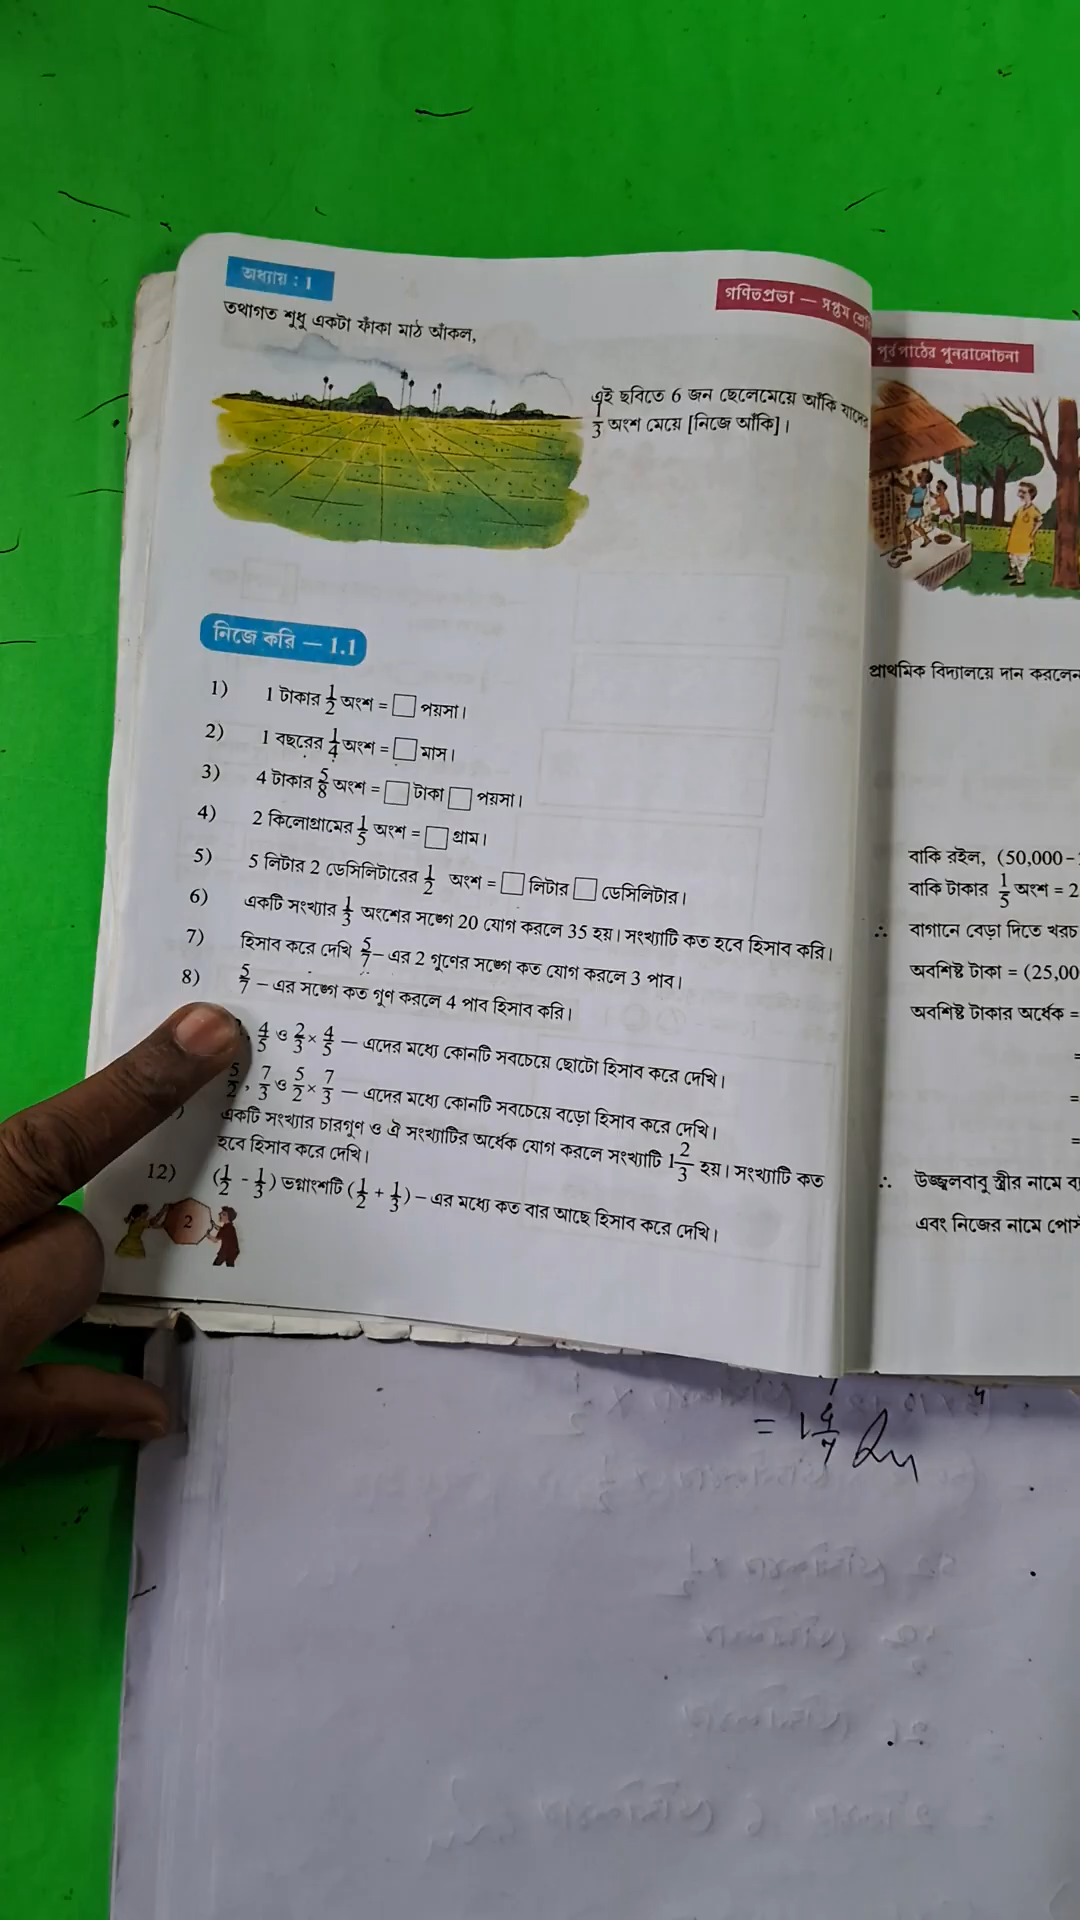 অধ্যায় : 1
গণিতপ্রভা — সপ্তম
তথাগত শুধু একটা ফাঁকা মাঠ আঁকল,
এই ছবিতে 6 জন ছেলেমেয়ে আঁকি যাদের
1/3 অংশ মেয়ে [নিজে আঁকি]।
নিজে করি — 1.1
1) 1 টাকার 1/2 অংশ = □ পয়সা।
2) 1 বছরের 1/4 অংশ = □ মাস।
3) 4 টাকার 5/8 অংশ = □ টাকা □ পয়সা।
4) 2 কিলোগ্রামের 1/5 অংশ = □ গ্রাম।
5) 5 লিটার 2 ডেসিলিটারের 1/2 অংশ = □ লিটার □ ডেসিলিটার।
6) একটি সংখ্যার 1/3 অংশের সঙ্গে 20 যোগ করলে 35 হয়। সংখ্যাটি কত হবে হিসাব করি।
7) হিসাব করে দেখি 5/7 – এর 2 গুণের সঙ্গে কত যোগ করলে 3 পাব।
8) 5/7 – এর সঙ্গে কত গুণ করলে 4 পাব হিসাব করি।
, 4/5 ও 2/3 × 4/5 — এদের মধ্যে কোনটি সবচেয়ে ছোটো হিসাব করে দেখি।
5/2, 7/3 ও 5/2 × 7/3 — এদের মধ্যে কোনটি সবচেয়ে বড়ো হিসাব করে দেখি।
) একটি সংখ্যার চারগুণ ও ঐ সংখ্যাটির অর্ধেক যোগ করলে সংখ্যাটি 1 2/3 হয়। সংখ্যাটি কত
হবে হিসাব করে দেখি।
12) (1/2 - 1/3) ভগ্নাংশটি (1/2 + 1/3) – এর মধ্যে কত বার আছে হিসাব করে দেখি।
2
পূর্বপাঠের পুনরালোচনা
প্রাথমিক বিদ্যালয়ে দান করলেন
বাকি রইল, (50,000 –
বাকি টাকার 1/5 অংশ = 2
∴ বাগানে বেড়া দিতে খরচ
অবশিষ্ট টাকা = (25,00
অবশিষ্ট টাকার অর্ধেক =
=
=
=
∴ উজ্জ্বলবাবু স্ত্রীর নামে
এবং নিজের নামে
= 1 4/7